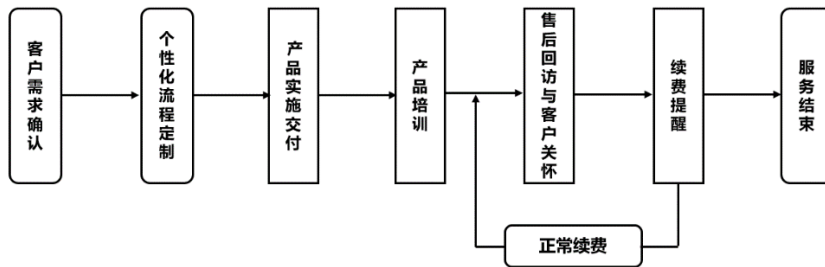 客户需求确认
个性化流程定制
产品实施交付
产品培训
售后回访与客户关怀
续费提醒
服务结束
正常续费